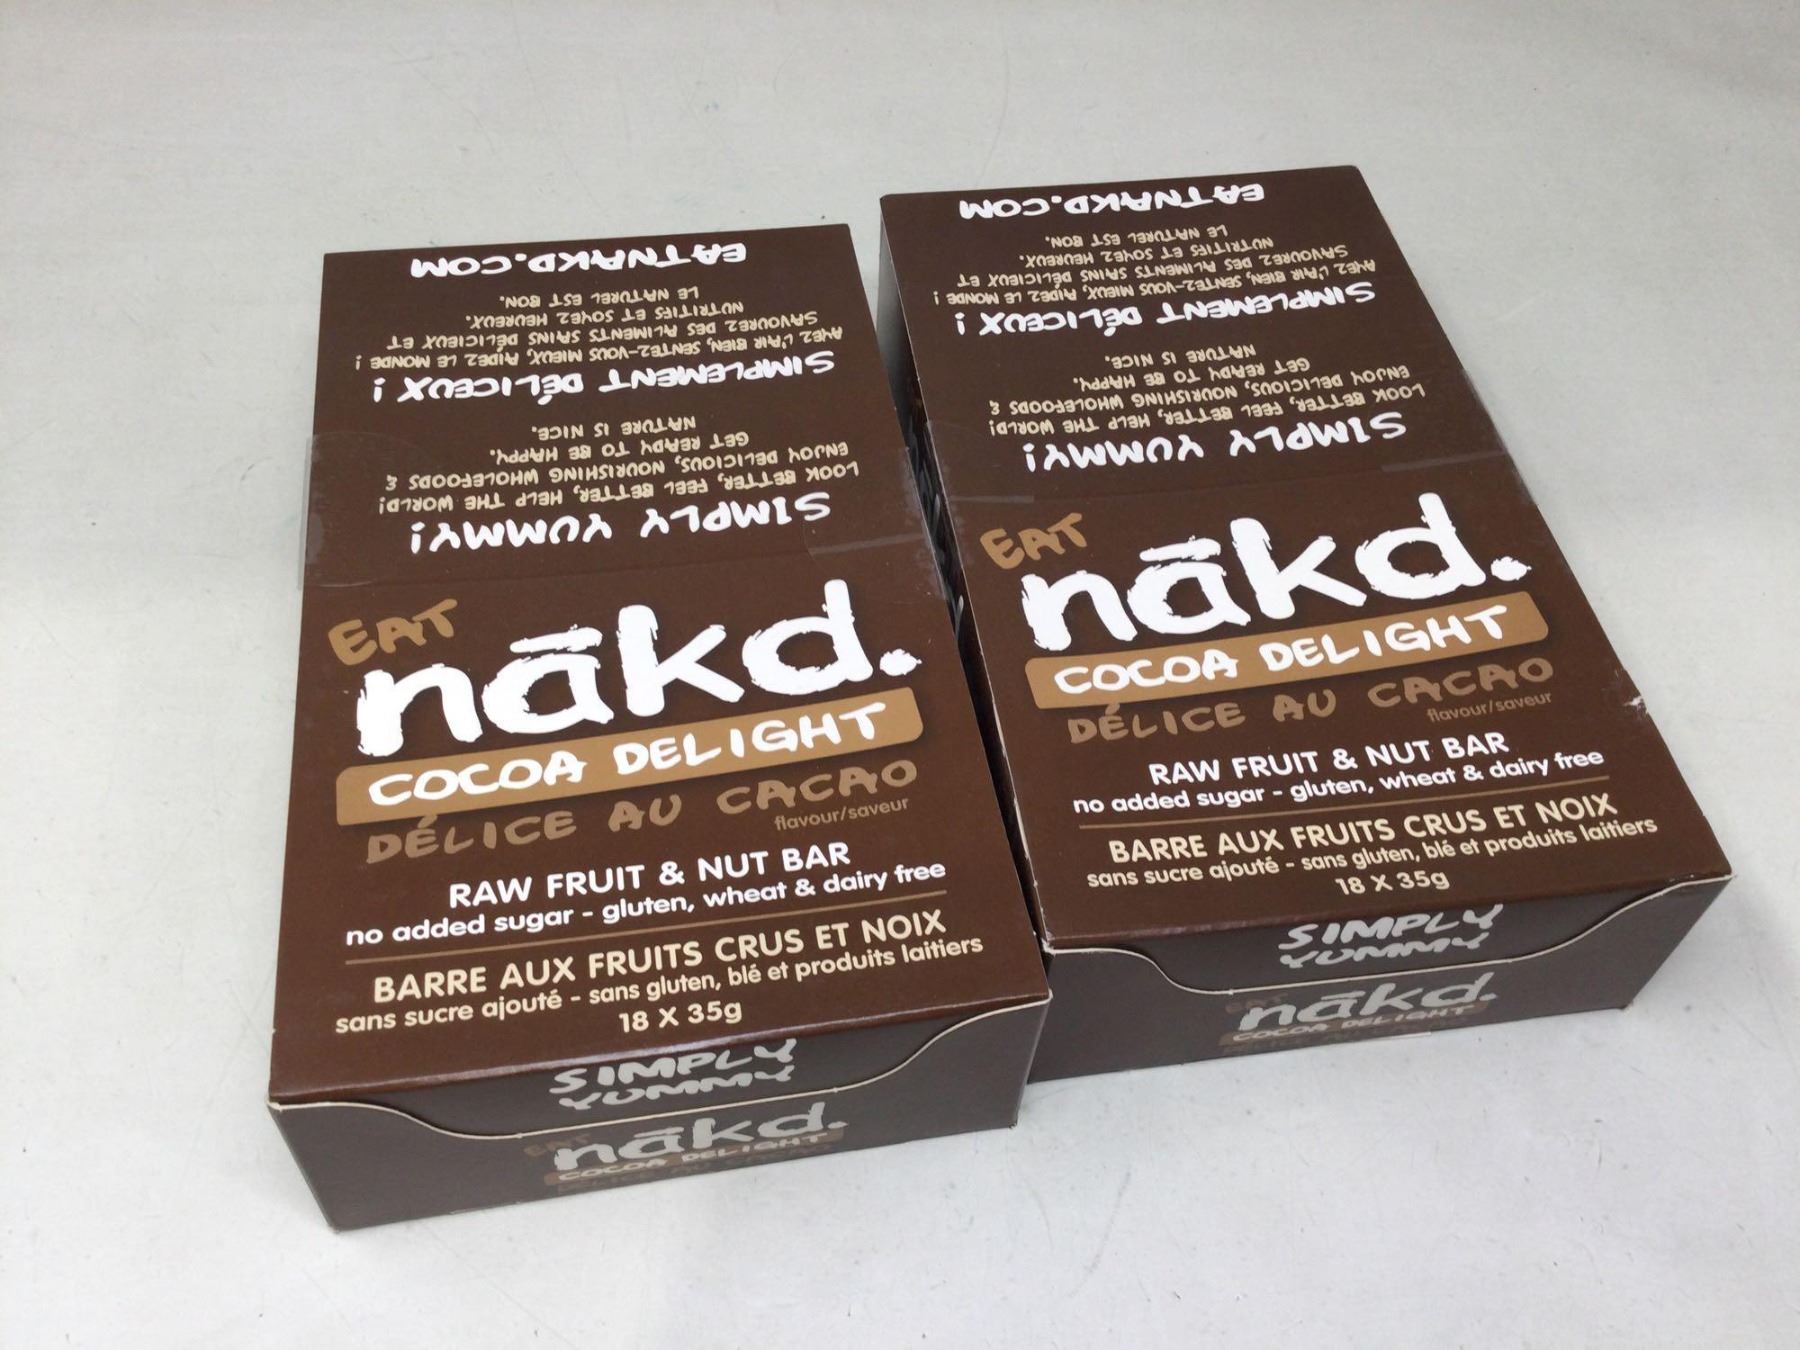 EATNAKD.COM
LE NATUREL EST BON.
NUTRITIFS ET SOYEZ HEUREUX.
SAVOUREZ DES ALIMENTS SAINS DÉLICIEUX ET
AYEZ L'AIR BIEN, SENTEZ-VOUS MIEUX, AIDEZ LE MONDE !
SIMPLEMENT DÉLICEUX !
NATURE IS NICE.
GET READY TO BE HAPPY.
ENJOY DELICIOUS, NOURISHING WHOLEFOODS &
LOOK BETTER, FEEL BETTER, HELP THE WORLD!
SIMPLY YUMMY!
EAT
nākd.
COCOA DELIGHT
DÉLICE AU CACAO
flavour/saveur
RAW FRUIT & NUT BAR
no added sugar - gluten, wheat & dairy free
BARRE AUX FRUITS CRUS ET NOIX
sans sucre ajouté - sans gluten, blé et produits laitiers
18 X 35g
SIMPLY
YUMMY
EAT
nākd.
COCOA DELIGHT
DÉLICE AU CACAO
EATNAKD.COM
LE NATUREL EST BON.
NUTRITIFS ET SOYEZ HEUREUX.
SAVOUREZ DES ALIMENTS SAINS DÉLICIEUX ET
AYEZ L'AIR BIEN, SENTEZ-VOUS MIEUX, AIDEZ LE MONDE !
SIMPLEMENT DÉLICEUX !
NATURE IS NICE.
GET READY TO BE HAPPY.
ENJOY DELICIOUS, NOURISHING WHOLEFOODS &
LOOK BETTER, FEEL BETTER, HELP THE WORLD!
SIMPLY YUMMY!
EAT
nākd.
COCOA DELIGHT
DÉLICE AU CACAO
flavour/saveur
RAW FRUIT & NUT BAR
no added sugar - gluten, wheat & dairy free
BARRE AUX FRUITS CRUS ET NOIX
sans sucre ajouté - sans gluten, blé et produits laitiers
18 X 35g
SIMPLY
YUMMY
EAT
nākd.
COCOA DELIGHT